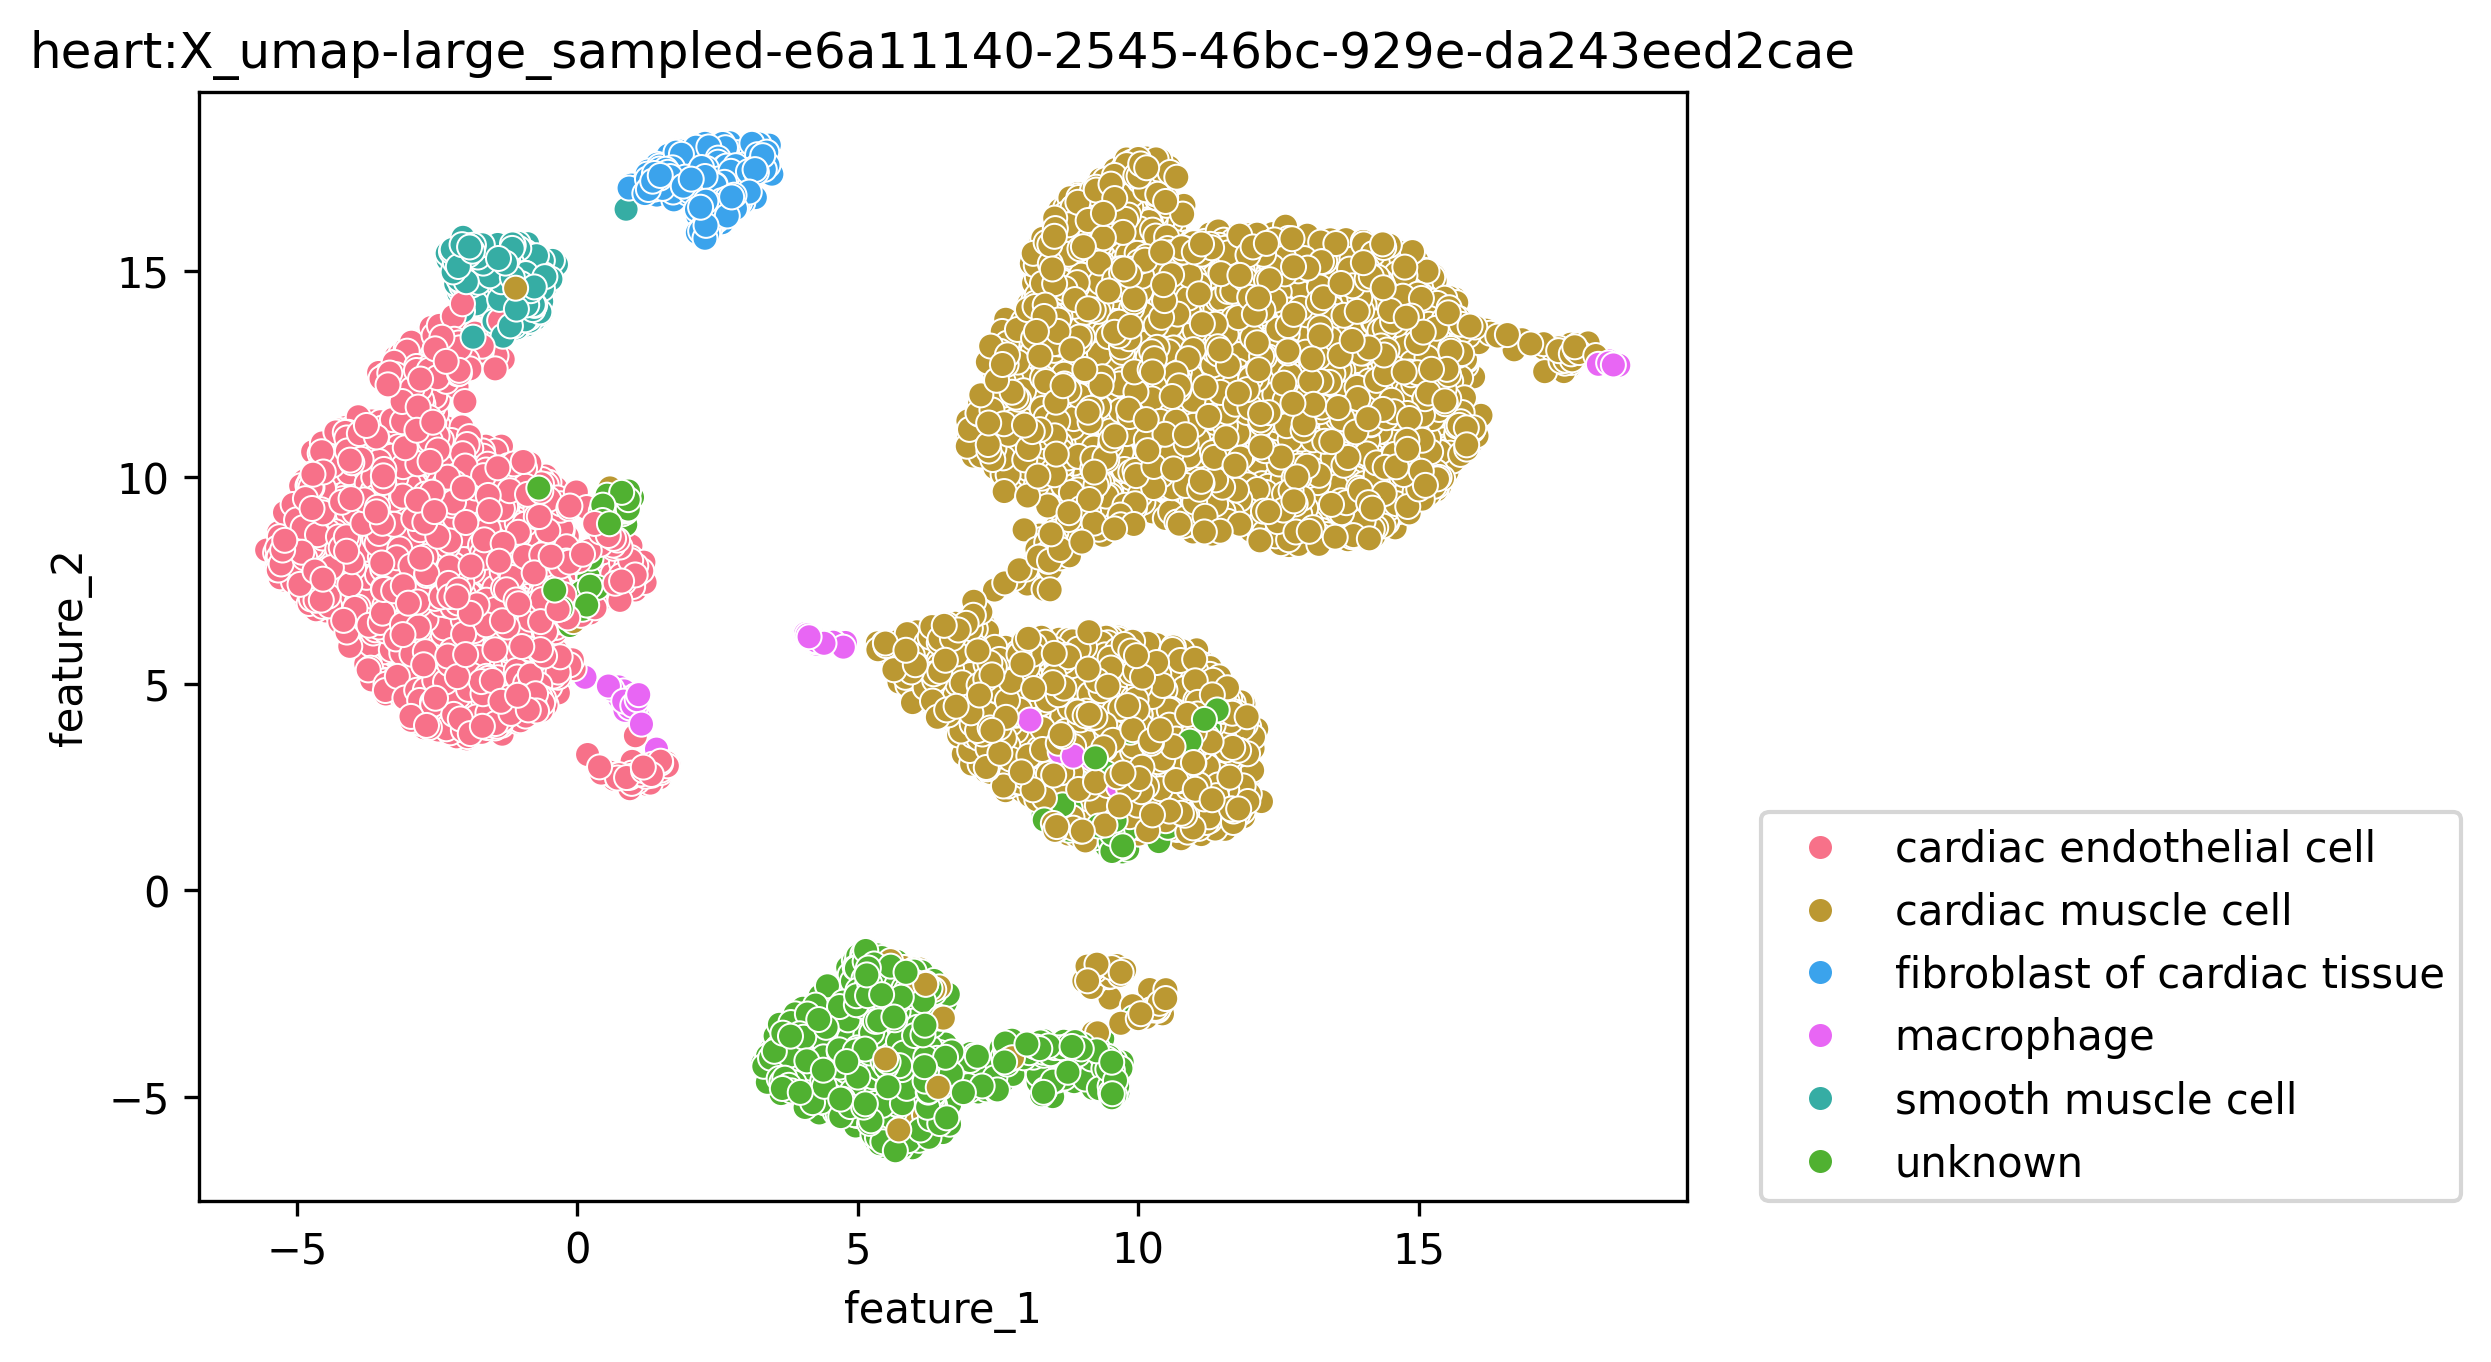 heart:X_umap-large_sampled-e6a11140-2545-46bc-929e-da243eed2cae
feature_2
15
10
5
0
−5
−5
0
5
10
15
feature_1
cardiac endothelial cell
cardiac muscle cell
fibroblast of cardiac tissue
macrophage
smooth muscle cell
unknown